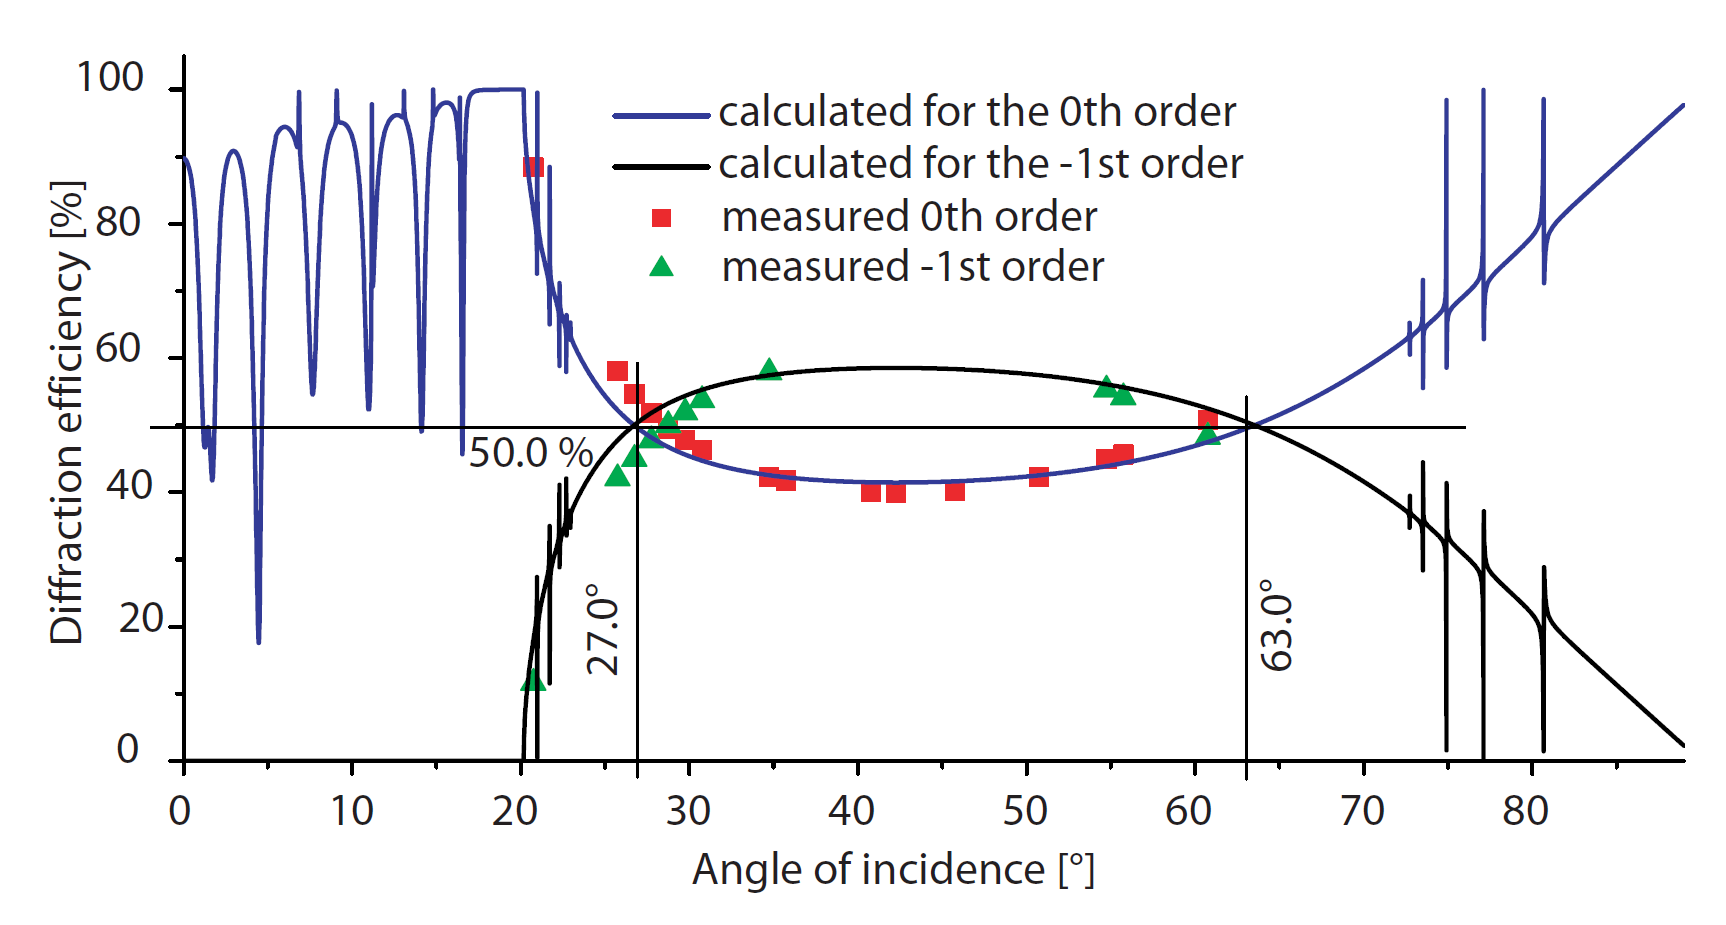 100
80
60
40
20
0
Diffraction efficiency [%]
calculated for the 0th order
calculated for the -1st order
measured 0th order
measured -1st order
50.0 %
27.0°
63.0°
0 10 20 30 40 50 60 70 80
Angle of incidence [°]